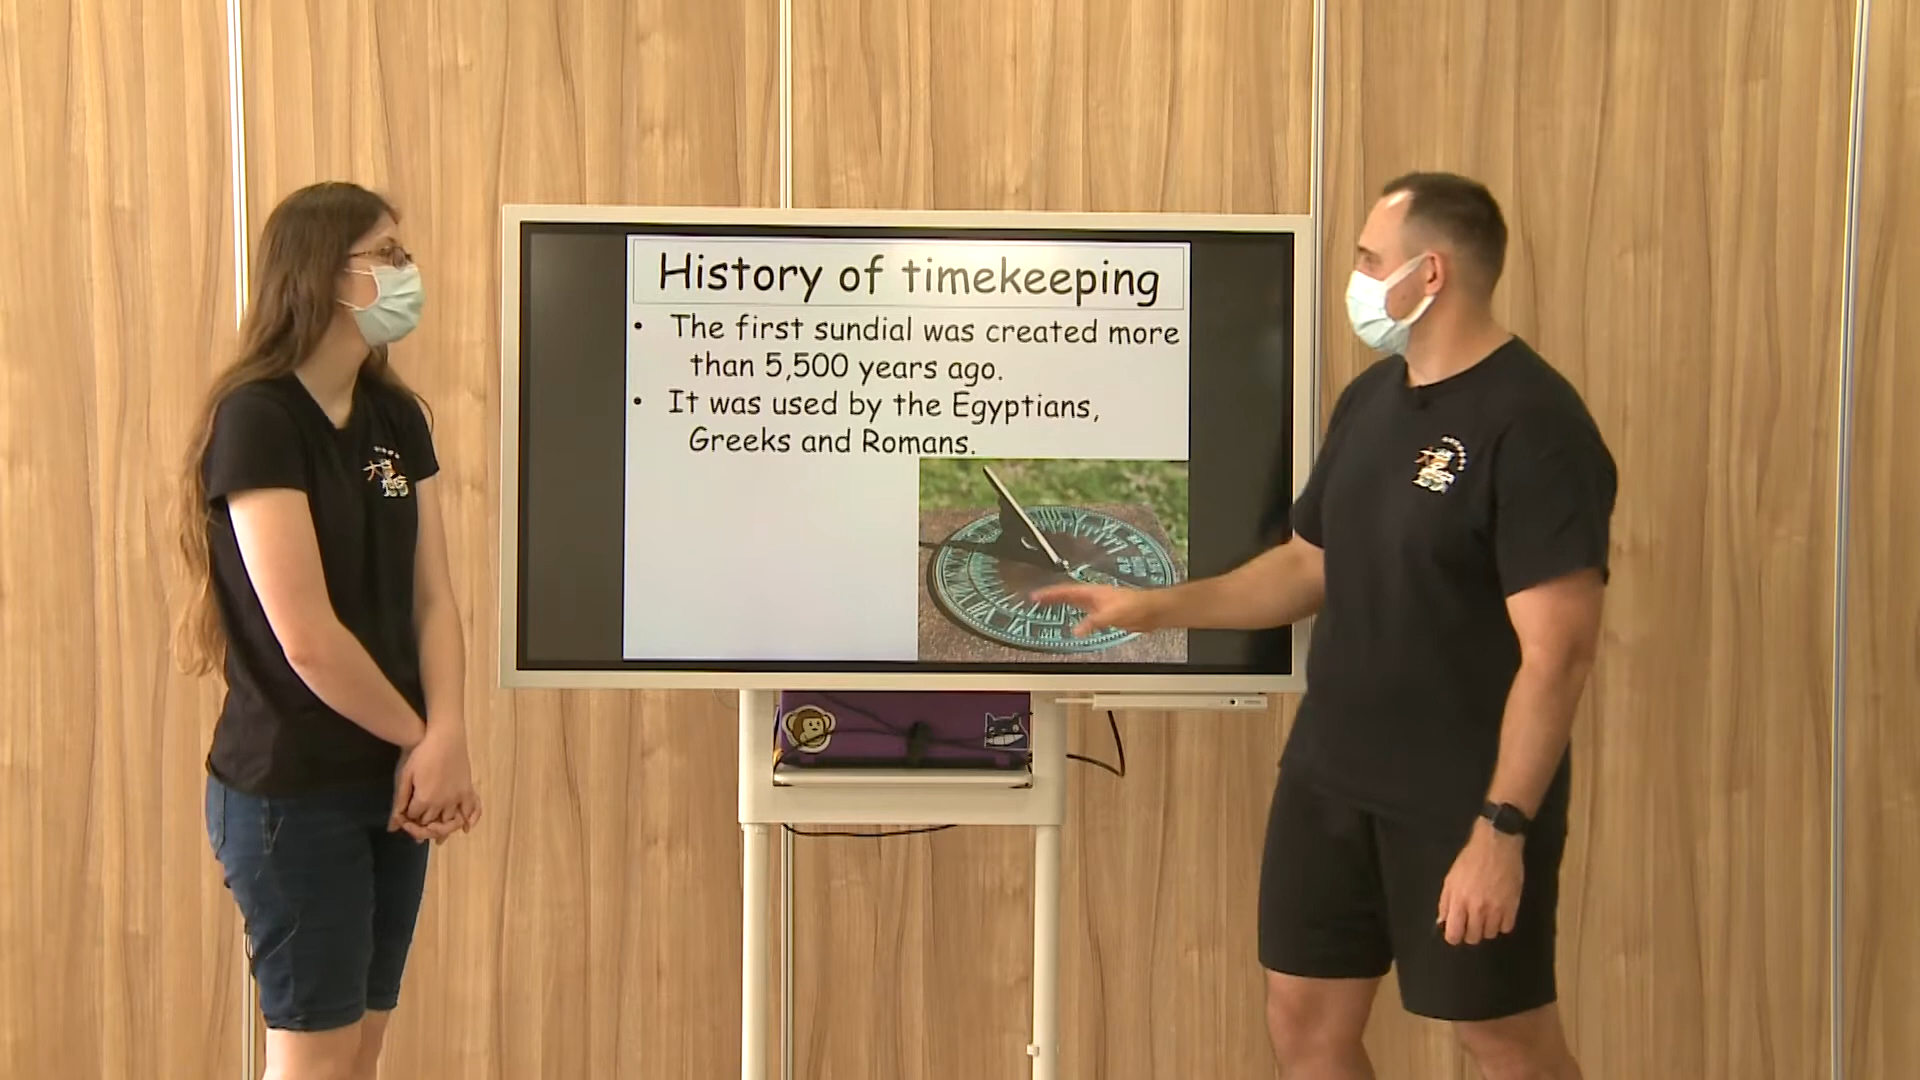 History of timekeeping
• The first sundial was created more
than 5,500 years ago.
• It was used by the Egyptians,
Greeks and Romans.